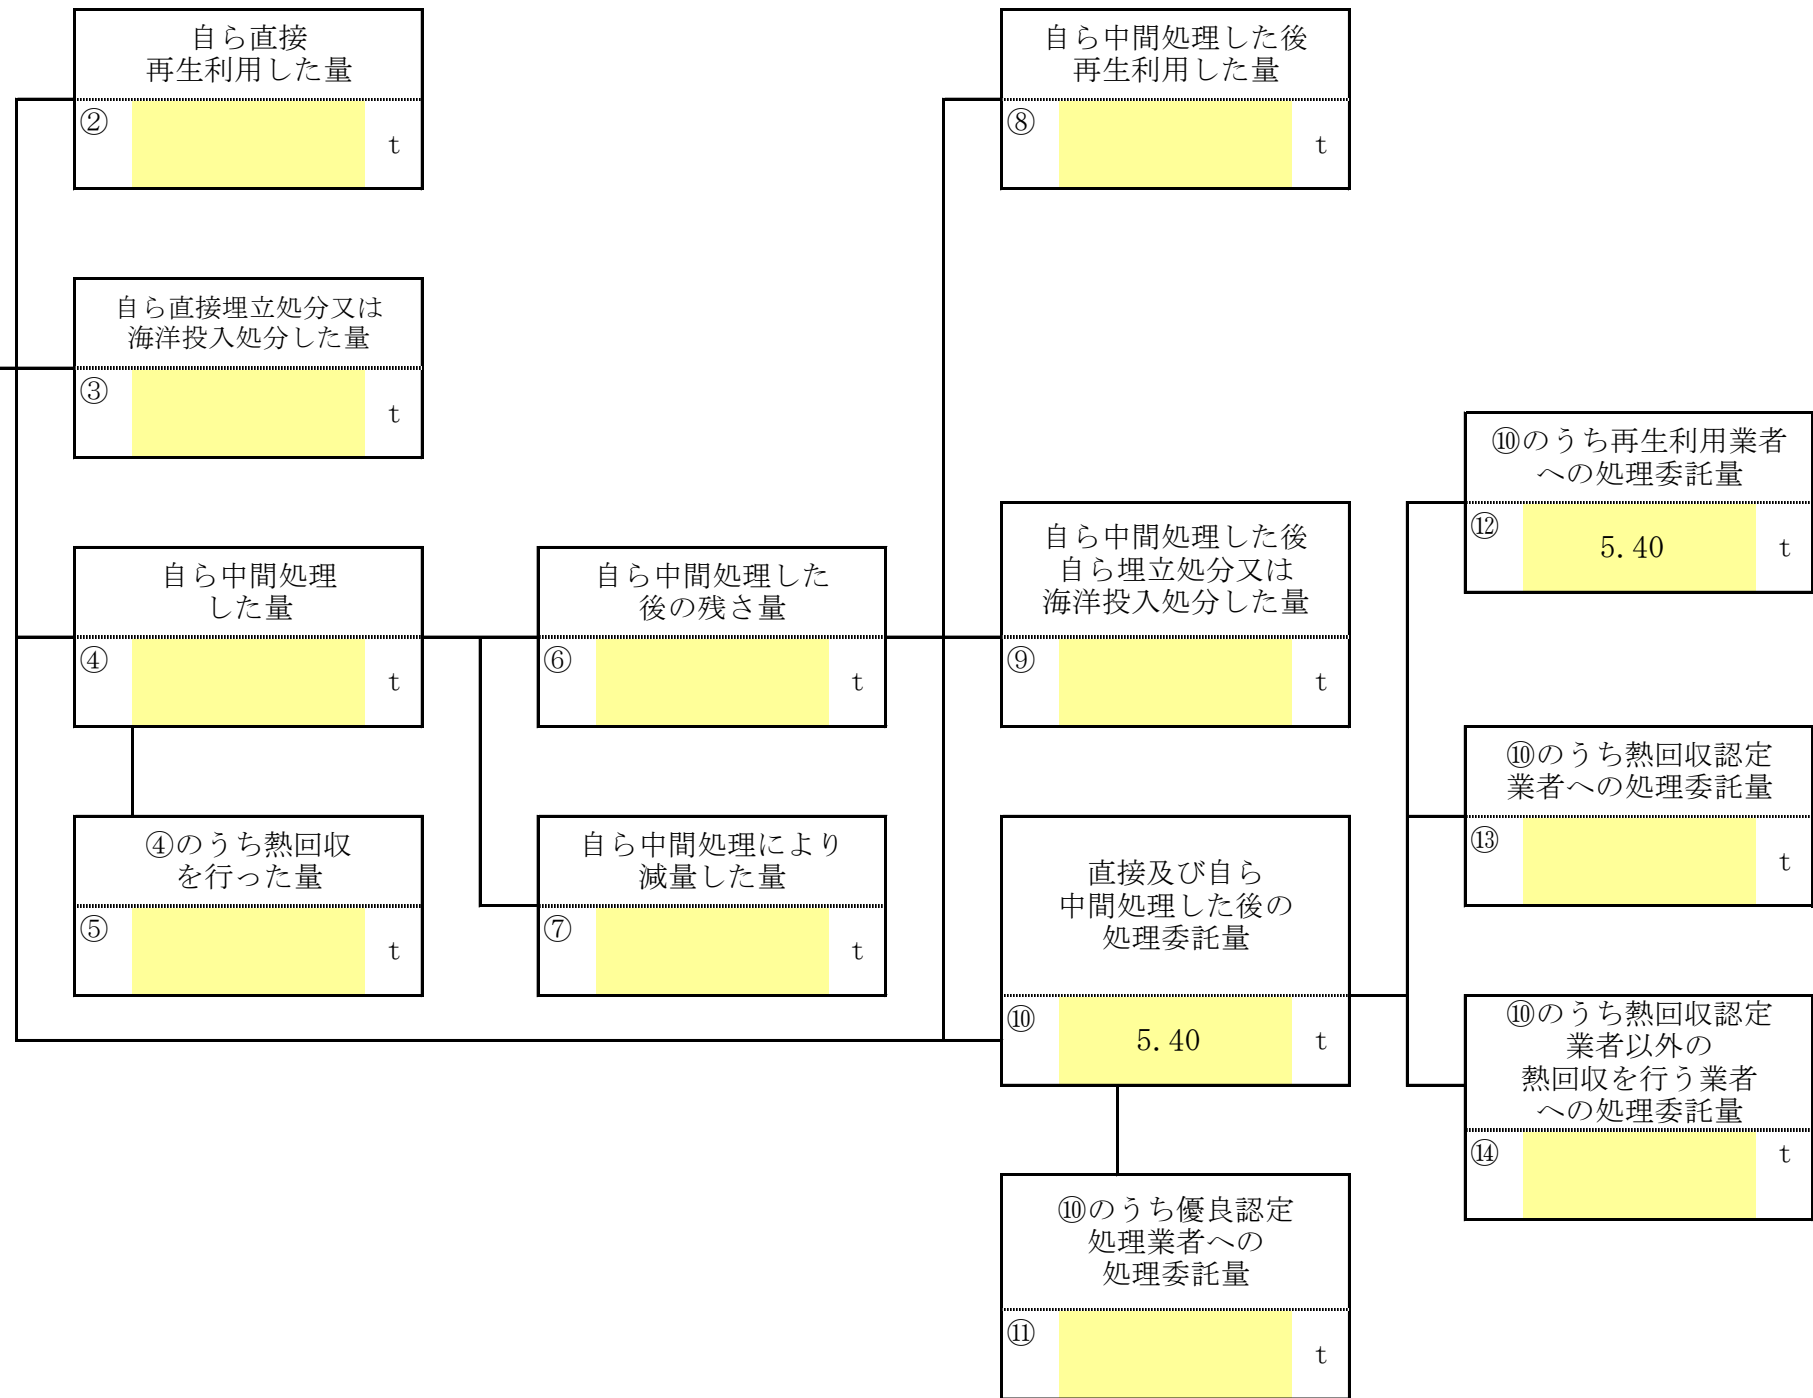 自ら直接
再生利用した量
②
t
自ら中間処理した後
再生利用した量
⑧
t
自ら直接埋立処分又は
海洋投入処分した量
③
t
⑩のうち再生利用業者
への処理委託量
⑫
5.40
t
自ら中間処理
した量
④
t
自ら中間処理した
後の残さ量
⑥
t
自ら中間処理した後
自ら埋立処分又は
海洋投入処分した量
⑨
t
⑩のうち熱回収認定
業者への処理委託量
⑬
t
④のうち熱回収
を行った量
⑤
t
自ら中間処理により
減量した量
⑦
t
直接及び自ら
中間処理した後の
処理委託量
⑩
5.40
t
⑩のうち熱回収認定
業者以外の
熱回収を行う業者
への処理委託量
⑭
t
⑩のうち優良認定
処理業者への
処理委託量
⑪
t